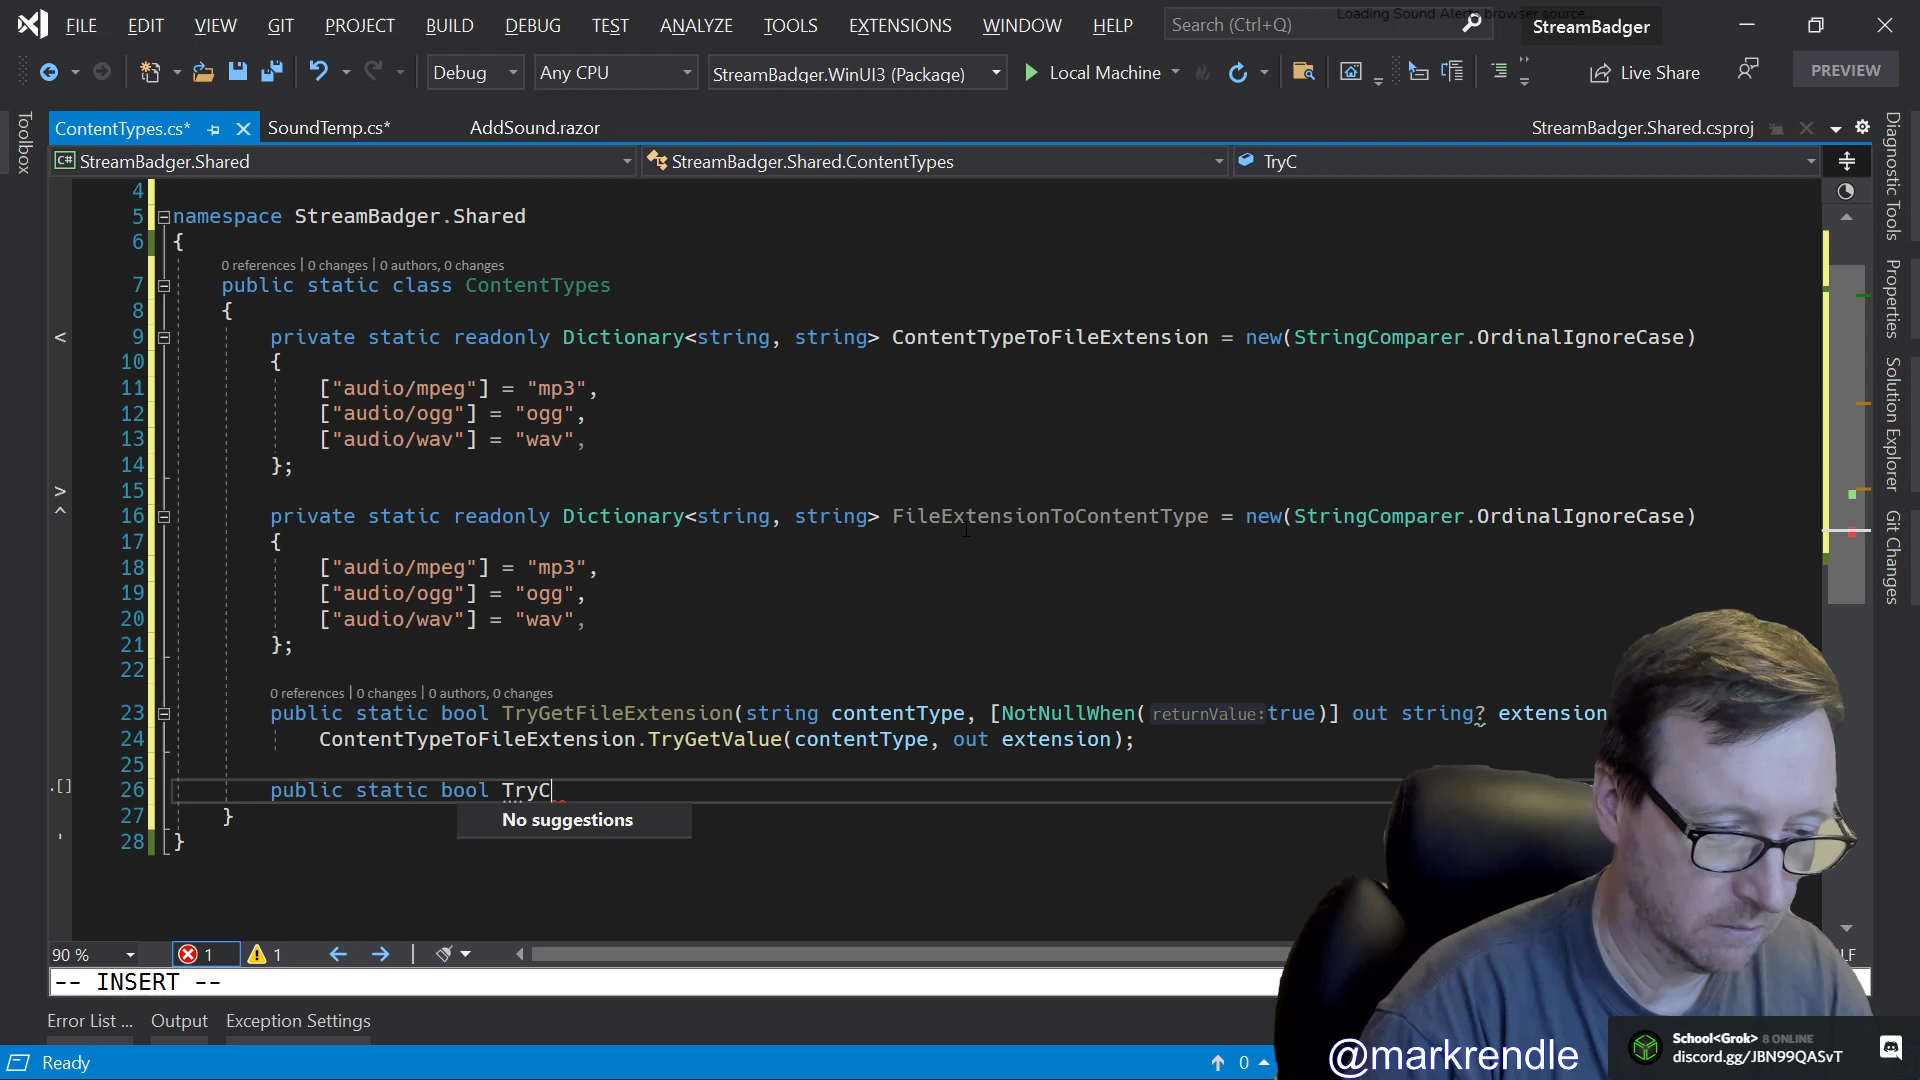 FILE EDIT VIEW GIT PROJECT BUILD DEBUG TEST ANALYZE TOOLS EXTENSIONS WINDOW HELP Search (Ctrl+Q) StreamBadger
Loading Sound Alerts browser source...
Debug Any CPU StreamBadger.WinUI3 (Package) Local Machine Live Share PREVIEW
Toolbox
ContentTypes.cs* SoundTemp.cs* AddSound.razor StreamBadger.Shared.csproj
C# StreamBadger.Shared StreamBadger.Shared.ContentTypes TryC
4
5 namespace StreamBadger.Shared
6 {
0 references | 0 changes | 0 authors, 0 changes
7 public static class ContentTypes
8 {
9 private static readonly Dictionary<string, string> ContentTypeToFileExtension = new(StringComparer.OrdinalIgnoreCase)
10 {
11 ["audio/mpeg"] = "mp3",
12 ["audio/ogg"] = "ogg",
13 ["audio/wav"] = "wav",
14 };
15
16 private static readonly Dictionary<string, string> FileExtensionToContentType = new(StringComparer.OrdinalIgnoreCase)
17 {
18 ["audio/mpeg"] = "mp3",
19 ["audio/ogg"] = "ogg",
20 ["audio/wav"] = "wav",
21 };
22
0 references | 0 changes | 0 authors, 0 changes
23 public static bool TryGetFileExtension(string contentType, [NotNullWhen(returnValue:true)] out string? extension
24 ContentTypeToFileExtension.TryGetValue(contentType, out extension);
25
26 public static bool TryC
27 }
No suggestions
28 }
Diagnostic Tools
Properties
Solution Explorer
Git Changes
90 % 1 1 LF
-- INSERT --
Error List ... Output Exception Settings
Ready 0
@markrendle
School<Grok> 8 ONLINE
discord.gg/JBN99QASvT